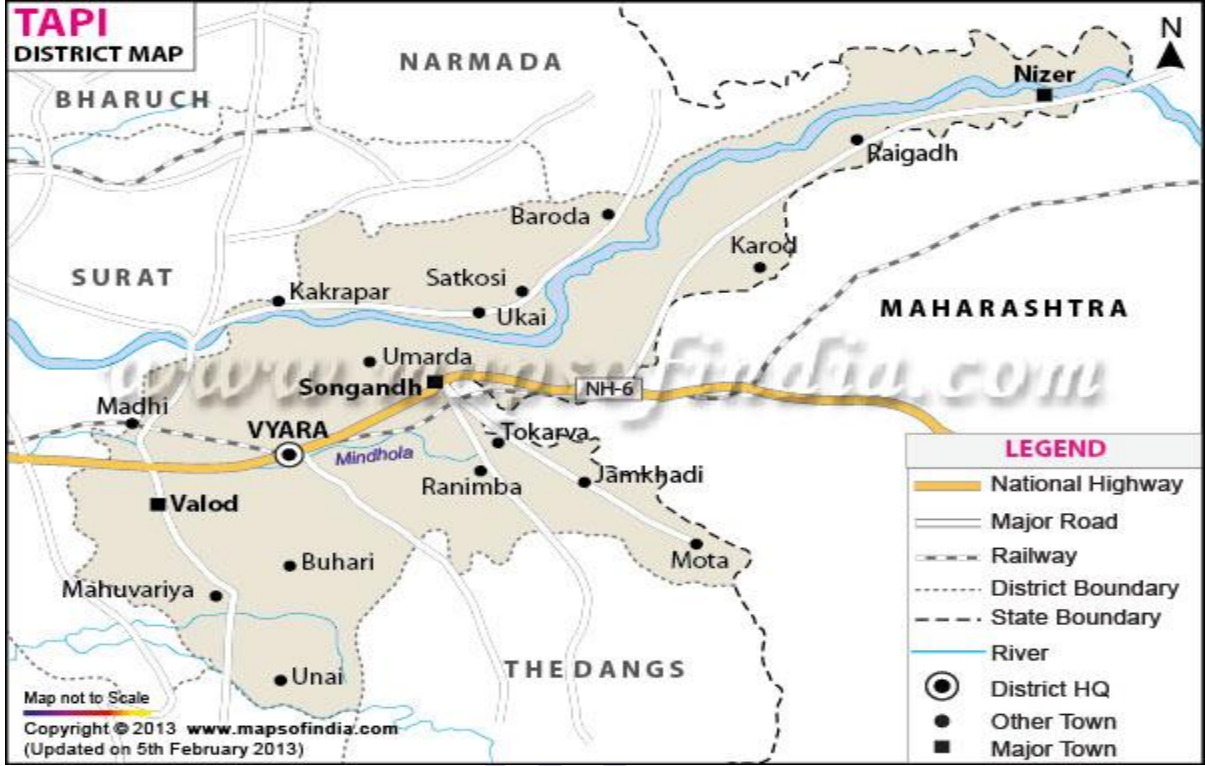 TAPI
DISTRICT MAP
NARMADA
N
Nizer
BHARUCH
Raigadh
Baroda
Karod
SURAT
Satkosi
Kakrapar
Ukai
MAHARASHTRA
www.mapsofindia.com
Umarda
Songandh
NH-6
Madhi
VYARA
Tokarva
Mindhola
Ranimba
Jamkhadi
Valod
Buhari
Mota
Mahuvariya
THE DANGS
Unai
LEGEND
National Highway
Major Road
Railway
District Boundary
State Boundary
River
District HQ
Other Town
Major Town
Map not to Scale
Copyright © 2013 www.mapsofindia.com
(Updated on 5th February 2013)